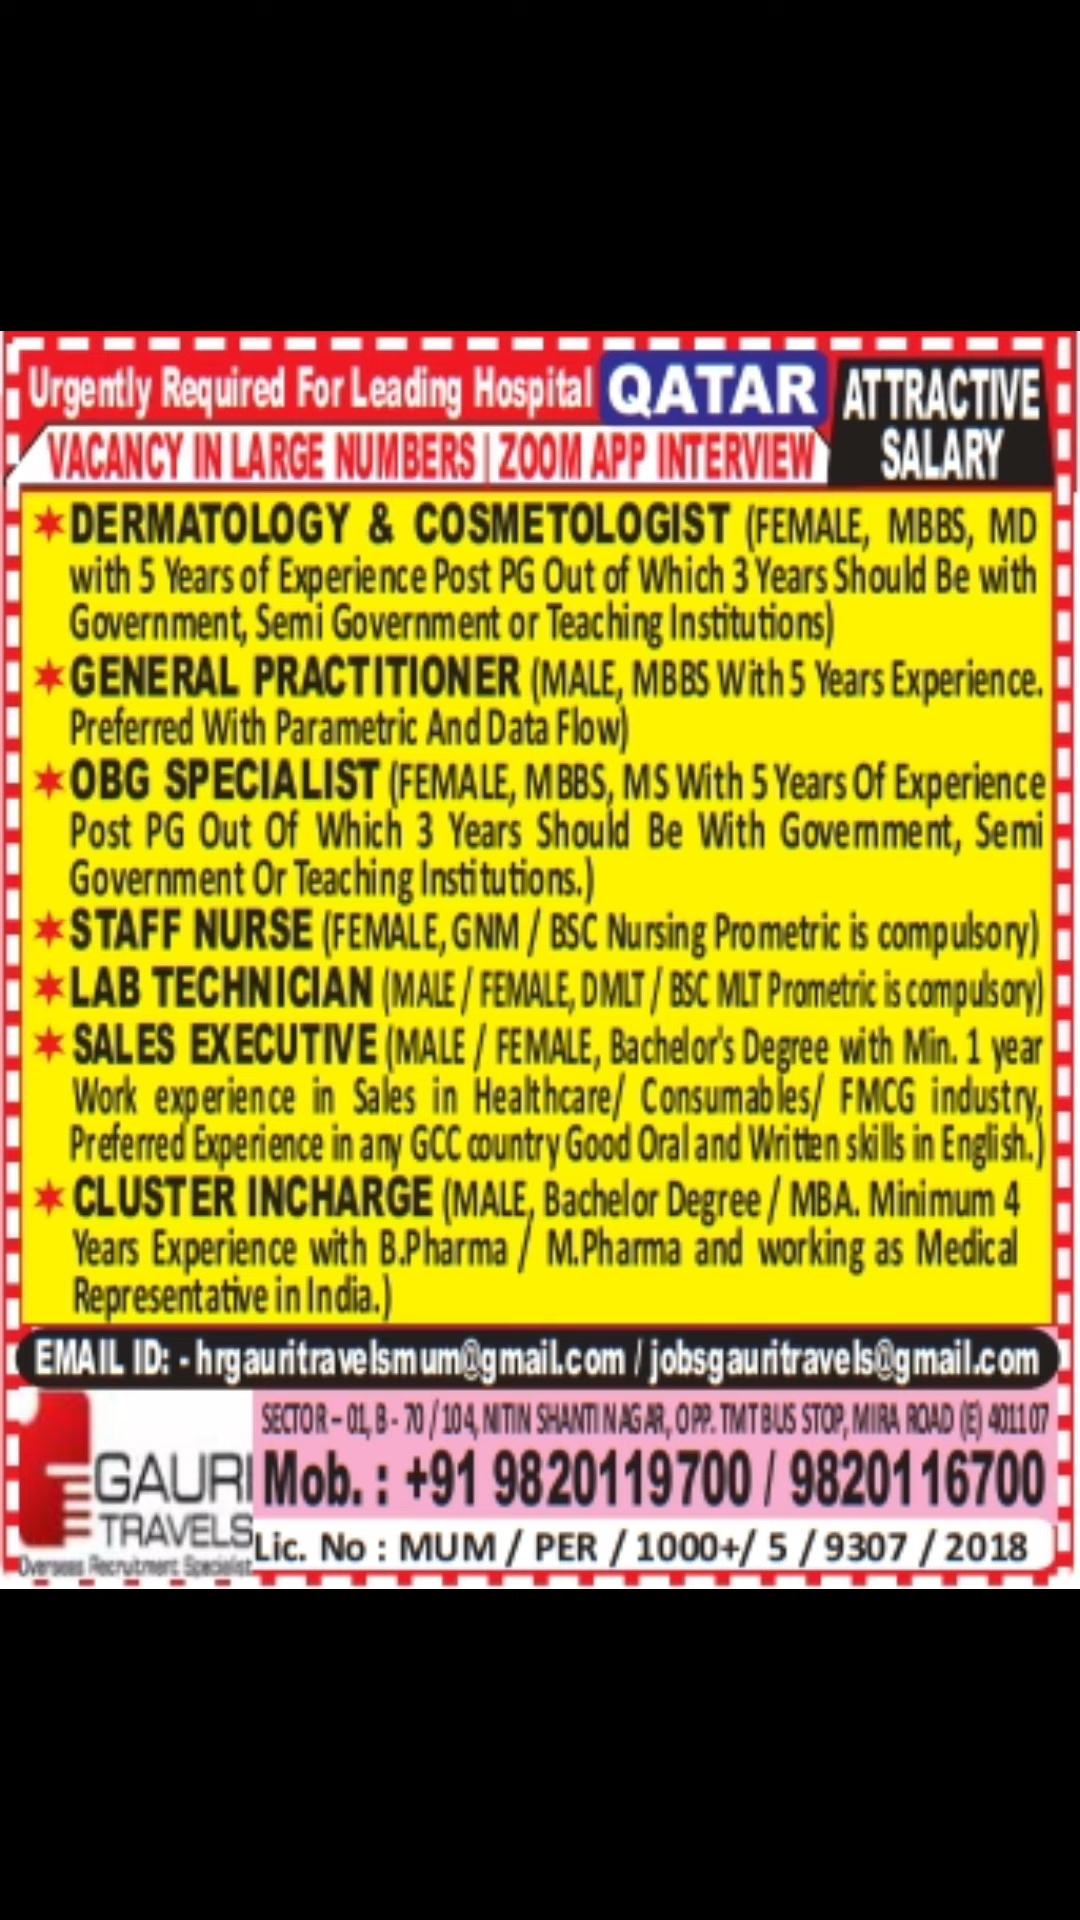 Urgently Required For Leading Hospital QATAR
ATTRACTIVE
SALARY
VACANCY IN LARGE NUMBERS | ZOOM APP INTERVIEW
DERMATOLOGY & COSMETOLOGIST (FEMALE, MBBS, MD
with 5 Years of Experience Post PG Out of Which 3 Years Should Be with
Government, Semi Government or Teaching Institutions)
GENERAL PRACTITIONER (MALE, MBBS With 5 Years Experience.
Preferred With Parametric And Data Flow)
OBG SPECIALIST (FEMALE, MBBS, MS With 5 Years Of Experience
Post PG Out Of Which 3 Years Should Be With Government, Semi
Government Or Teaching Institutions.)
STAFF NURSE (FEMALE, GNM / BSC Nursing Prometric is compulsory)
LAB TECHNICIAN (MALE / FEMALE, DMLT / BSC MLT Prometric is compulsory)
SALES EXECUTIVE (MALE / FEMALE, Bachelor's Degree with Min. 1 year
Work experience in Sales in Healthcare/ Consumables/ FMCG industry,
Preferred Experience in any GCC country Good Oral and Written skills in English.)
CLUSTER INCHARGE (MALE, Bachelor Degree / MBA. Minimum 4
Years Experience with B.Pharma / M.Pharma and working as Medical
Representative in India.)
EMAIL ID: - hrgauritravelsmum@gmail.com / jobsgauritravels@gmail.com
SECTOR – 01, B - 70 / 104, NITIN SHANTI NAGAR, OPP. TMT BUS STOP, MIRA ROAD (E) 401107
Mob. : +91 9820119700 / 9820116700
GAURI
TRAVELS
Overseas Recruitment Specialist
Lic. No : MUM / PER / 1000+/ 5 / 9307 / 2018